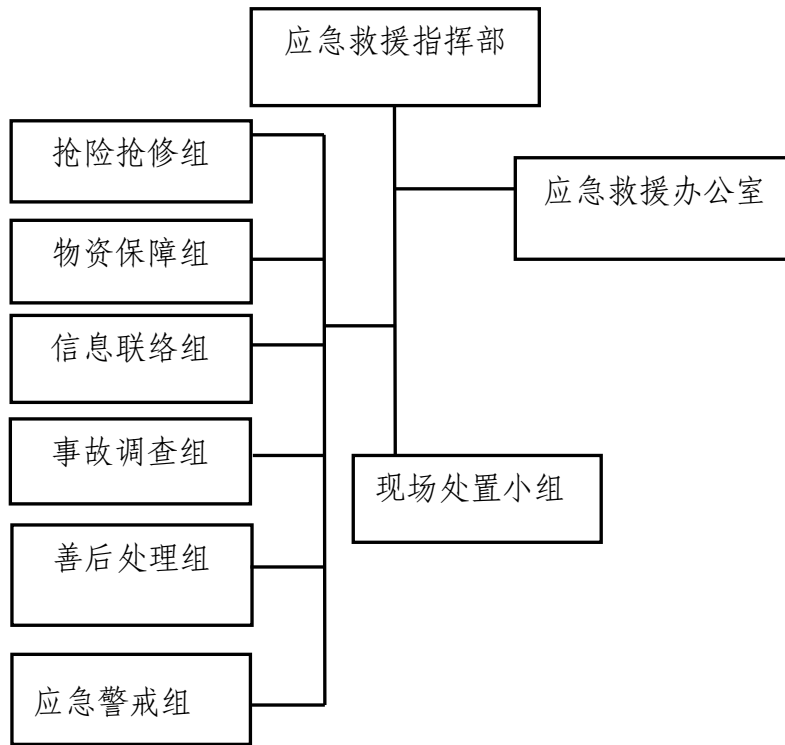 应急救援指挥部
抢险抢修组
应急救援办公室
物资保障组
信息联络组
事故调查组
现场处置小组
善后处理组
应急警戒组